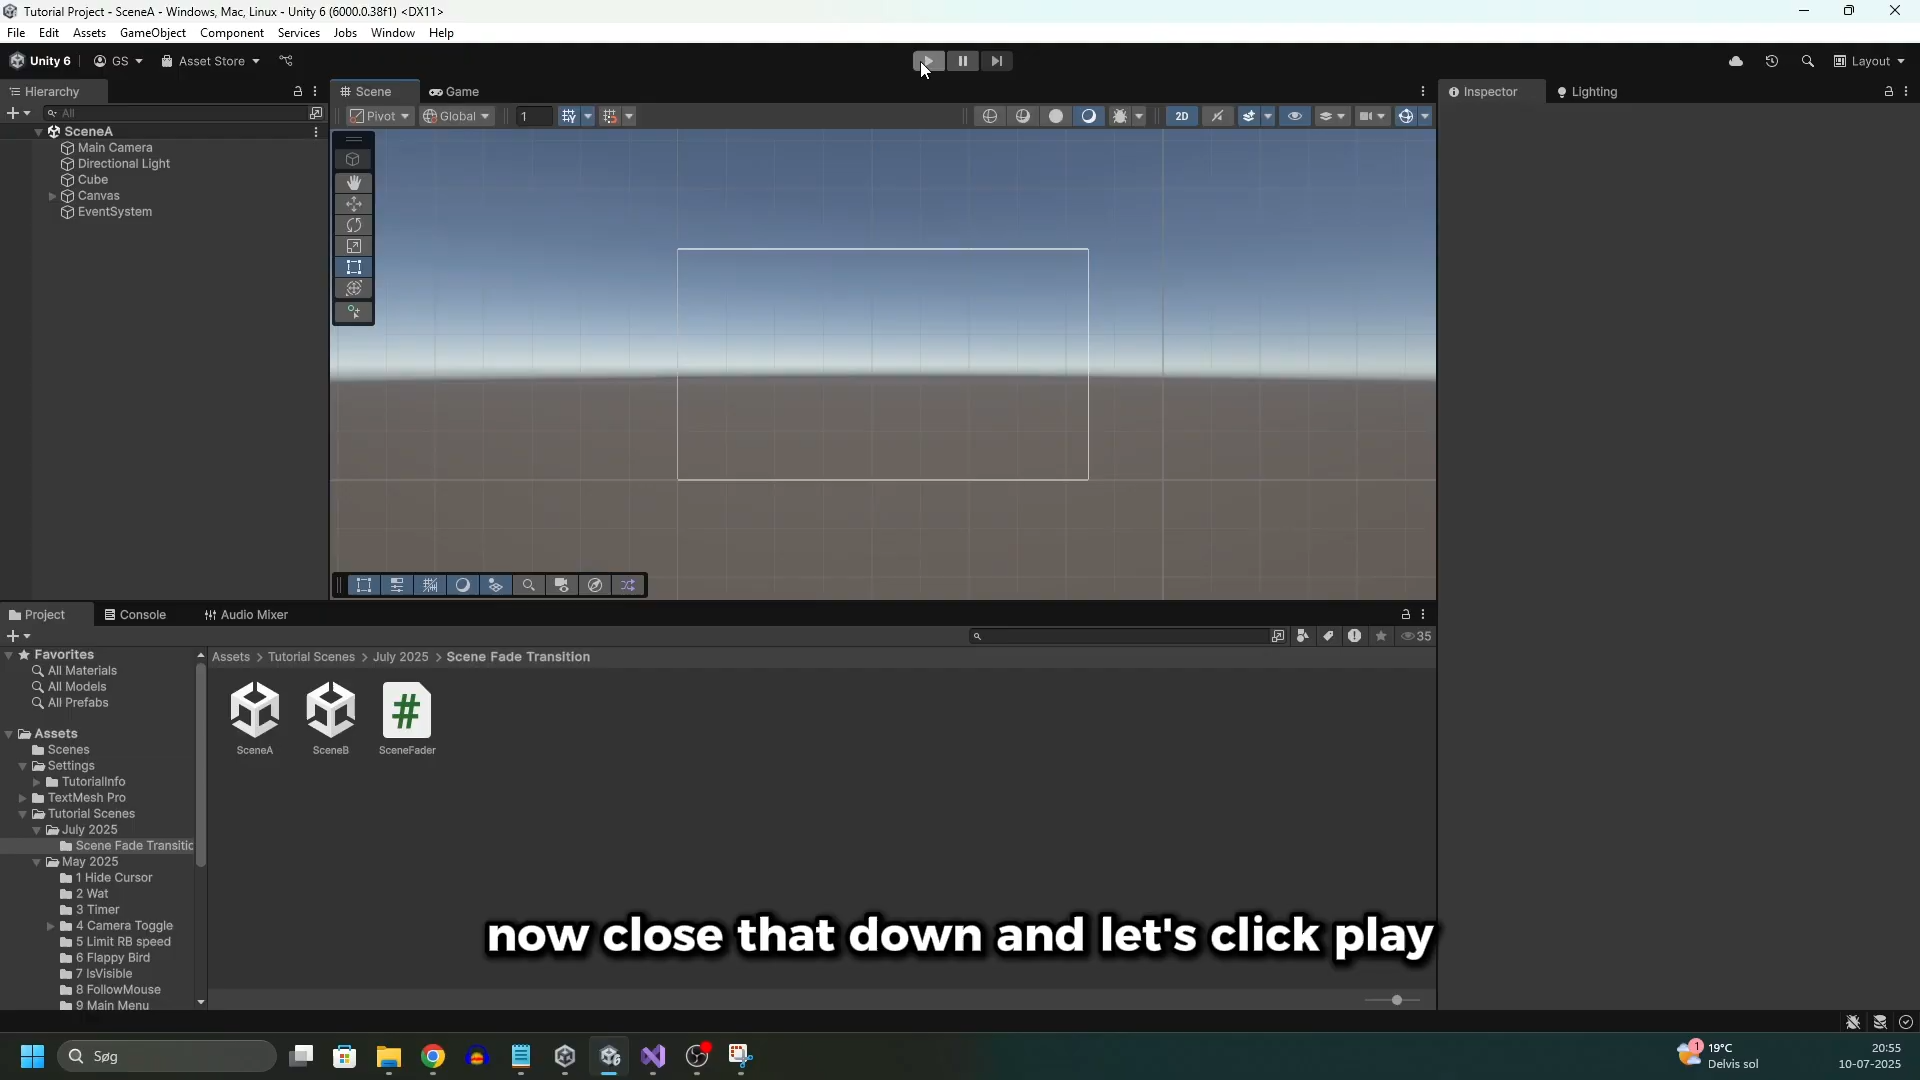 Tutorial Project - SceneA - Windows, Mac, Linux - Unity 6 (6000.0.38f1) <DX11>
File Edit Assets GameObject Component Services Jobs Window Help
Unity 6 GS Asset Store Layout
Hierarchy
All
SceneA
Main Camera
Directional Light
Cube
Canvas
EventSystem
Scene Game
Pivot Global 1 2D
Inspector Lighting
Project Console Audio Mixer
35
Favorites
All Materials
All Models
All Prefabs
Assets
Scenes
Settings
TutorialInfo
TextMesh Pro
Tutorial Scenes
July 2025
Scene Fade Transitic
May 2025
1 Hide Cursor
2 Wat
3 Timer
4 Camera Toggle
5 Limit RB speed
6 Flappy Bird
7 IsVisible
8 FollowMouse
9 Main Menu
Assets > Tutorial Scenes > July 2025 > Scene Fade Transition
SceneA SceneB SceneFader
now close that down and let's click play
Søg
1
19°C
Delvis sol
20:55
10-07-2025